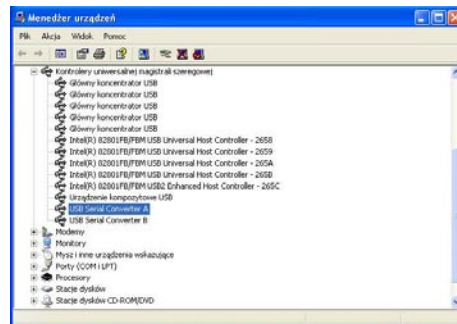 Menedżer urządzeń
Plik Akcja Widok Pomoc
Kontrolery uniwersalnej magistrali szeregowej
Główny koncentrator USB
Główny koncentrator USB
Główny koncentrator USB
Główny koncentrator USB
Główny koncentrator USB
Intel(R) 82801FB/FBM USB Universal Host Controller - 2658
Intel(R) 82801FB/FBM USB Universal Host Controller - 2659
Intel(R) 82801FB/FBM USB Universal Host Controller - 265A
Intel(R) 82801FB/FBM USB Universal Host Controller - 265B
Intel(R) 82801FB/FBM USB2 Enhanced Host Controller - 265C
Urządzenie kompozytowe USB
USB Serial Converter A
USB Serial Converter B
Modemy
Monitory
Mysz i inne urządzenia wskazujące
Porty (COM i LPT)
Procesory
Stacje dysków
Stacje dysków CD-ROM/DVD